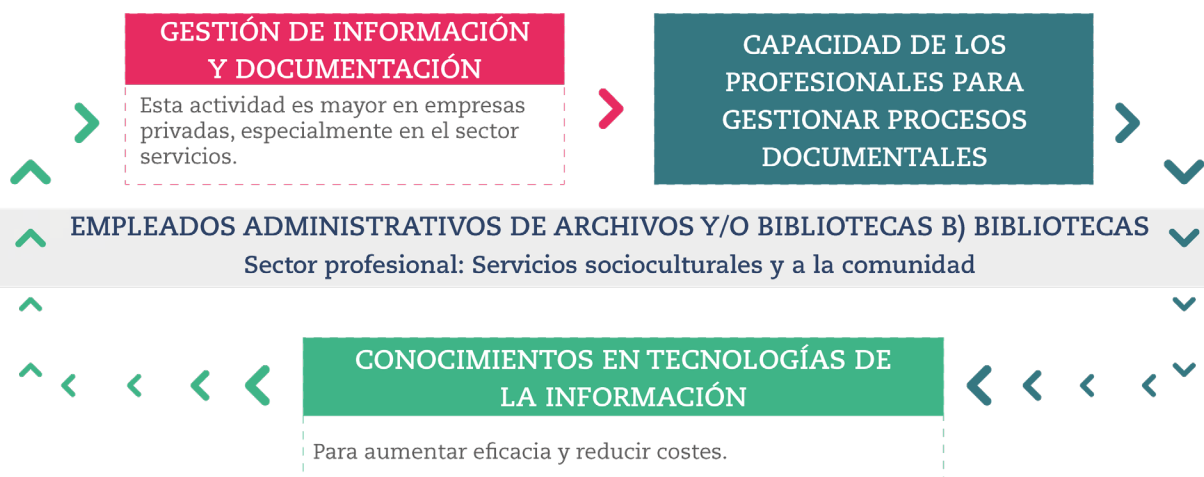 GESTIÓN DE INFORMACIÓN
Y DOCUMENTACIÓN
Esta actividad es mayor en empresas
privadas, especialmente en el sector
servicios.
CAPACIDAD DE LOS
PROFESIONALES PARA
GESTIONAR PROCESOS
DOCUMENTALES
EMPLEADOS ADMINISTRATIVOS DE ARCHIVOS Y/O BIBLIOTECAS B) BIBLIOTECAS
Sector profesional: Servicios socioculturales y a la comunidad
CONOCIMIENTOS EN TECNOLOGÍAS DE
LA INFORMACIÓN
Para aumentar eficacia y reducir costes.